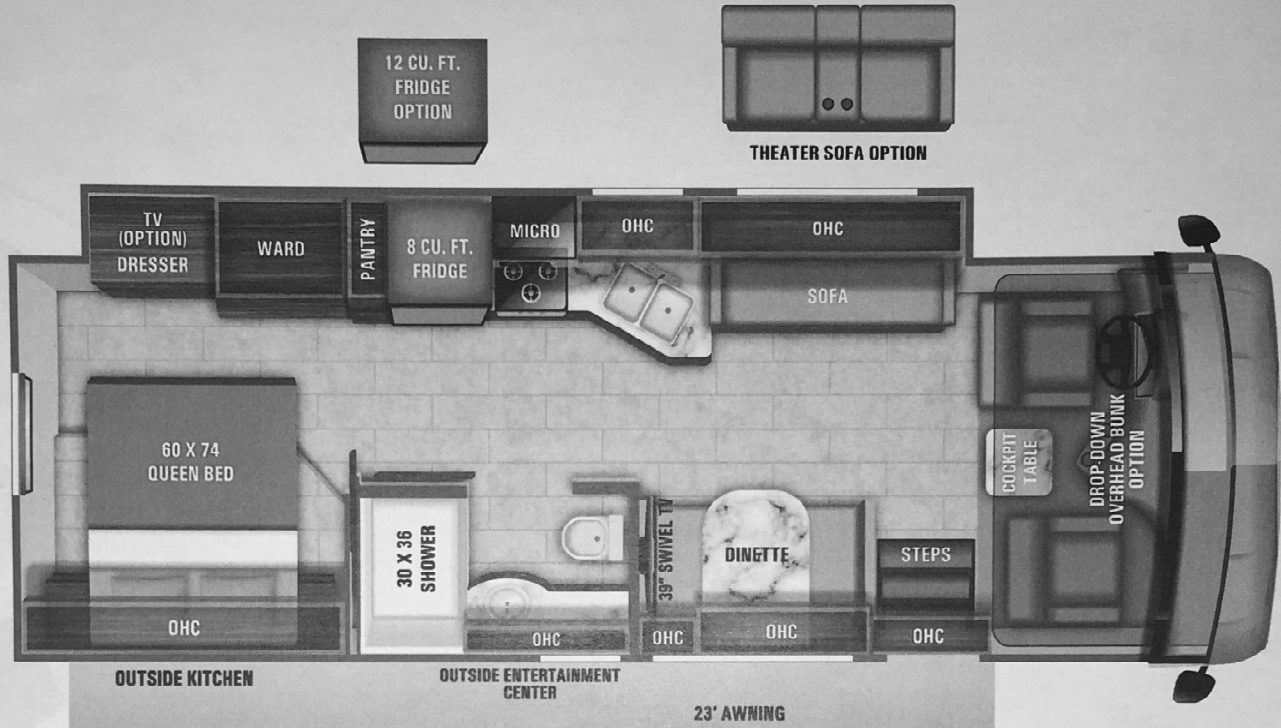 12 CU. FT.
FRIDGE
OPTION
THEATER SOFA OPTION
TV
(OPTION)
DRESSER
WARD
PANTRY
8 CU. FT.
FRIDGE
MICRO
OHC
OHC
SOFA
60 X 74
QUEEN BED
30 X 36
SHOWER
39" SWIVEL TV
DINETTE
STEPS
COCKPIT
TABLE
DROP-DOWN
OVERHEAD BUNK
OPTION
OHC
OHC
OHC
OHC
OHC
OUTSIDE KITCHEN
OUTSIDE ENTERTAINMENT
CENTER
23' AWNING